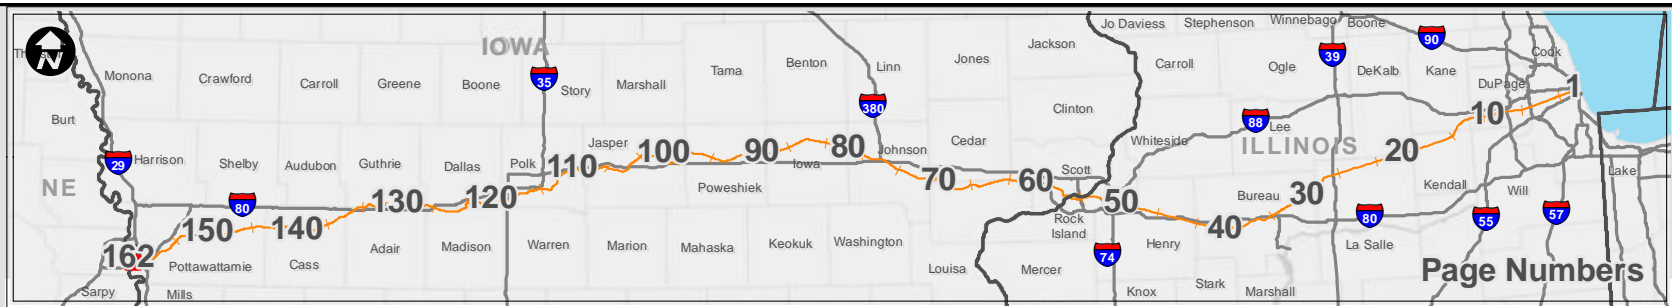 Jo Daviess
Stephenson
Winnebago
Boone
IOWA
N
Jackson
39
90
Cock
Monona
Crawford
Carroll
Greene
Boone
35
Story
Marshall
Tama
Benton
Linn
Jones
Carroll
Ogle
DeKalb
Kane
DuPage
1
Burt
380
Clinton
88
Lee
10
Whiteside
ILLINOIS
20
29
Harrison
Shelby
Audubon
Guthrie
Dallas
Polk
110
Jasper
100
90
Iowa
80
Johnson
Cedar
NE
80
130
120
Poweshiek
70
60
Scott
50
Bureau
30
Kendall
Will
Lake
150
140
Rock
Island
40
80
55
57
162
Pottawattamie
Cass
Adair
Madison
Warren
Marion
Mahaska
Keokuk
Washington
Louisa
Mercer
74
Henry
La Salle
Sarpy
Mills
Knox
Stark
Marshall
Page Numbers